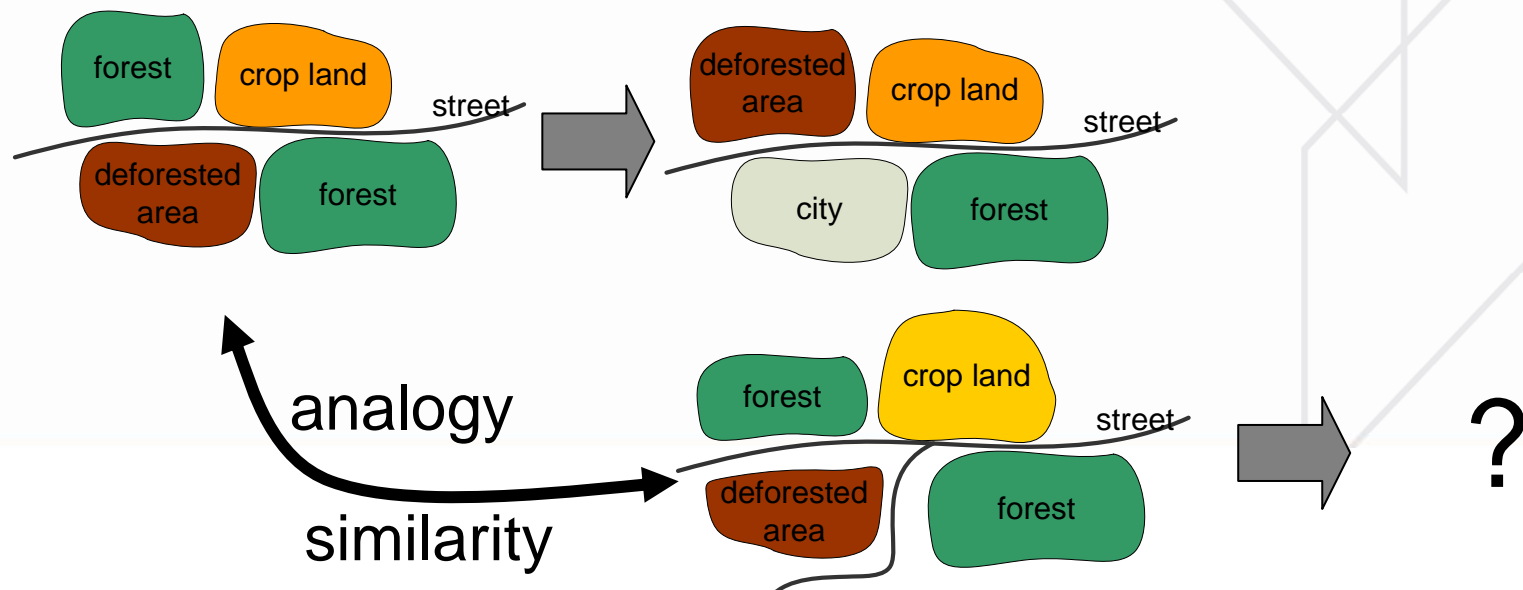 forest
crop land
street
deforested
area
forest
deforested
area
crop land
street
city
forest
analogy
similarity
forest
crop land
street
deforested
area
forest
?